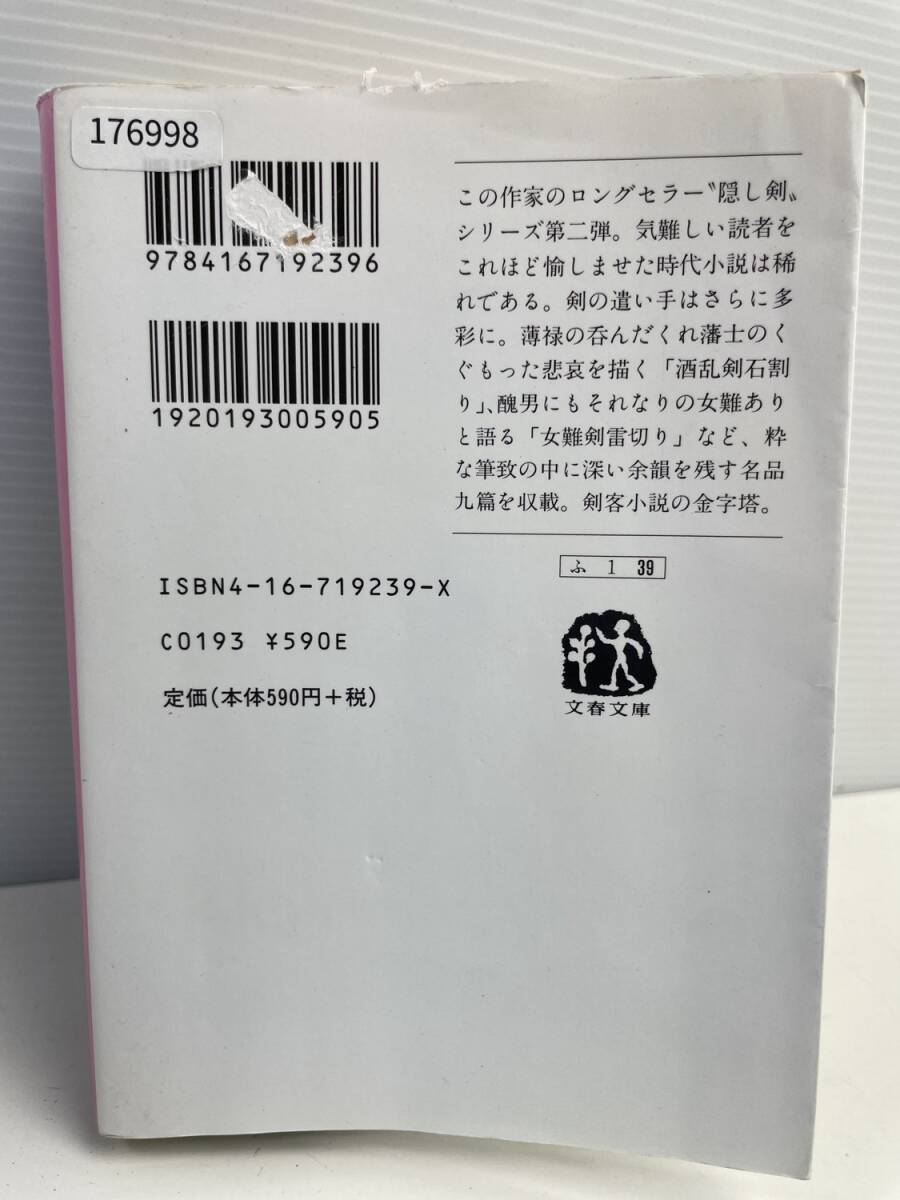 176998
9784167192396
1920193005905
この作家のロングセラー〝隠し剣〟
シリーズ第二弾。気難しい読者を
これほど愉しませた時代小説は稀
れである。剣の遣い手はさらに多
彩に。薄禄の呑んだくれ藩士のく
ぐもった悲哀を描く「酒乱剣石割
り」、醜男にもそれなりの女難あり
と語る「女難剣雷切り」など、粋
な筆致の中に深い余韻を残す名品
九篇を収載。剣客小説の金字塔。
ISBN4-16-719239-X
C0193 ¥590E
定価(本体590円+税)
ふ 1 39
文春文庫